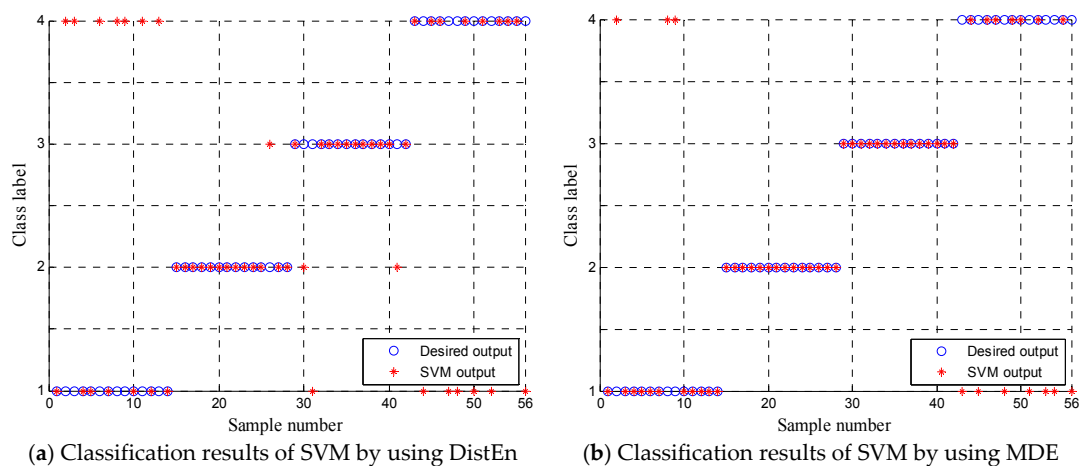 4
3
2
1
0
10
20
30
40
50
56
Class label
Sample number
Desired output
SVM output
(a) Classification results of SVM by using DistEn
4
3
2
1
0
10
20
30
40
50
56
Class label
Sample number
Desired output
SVM output
(b) Classification results of SVM by using MDE